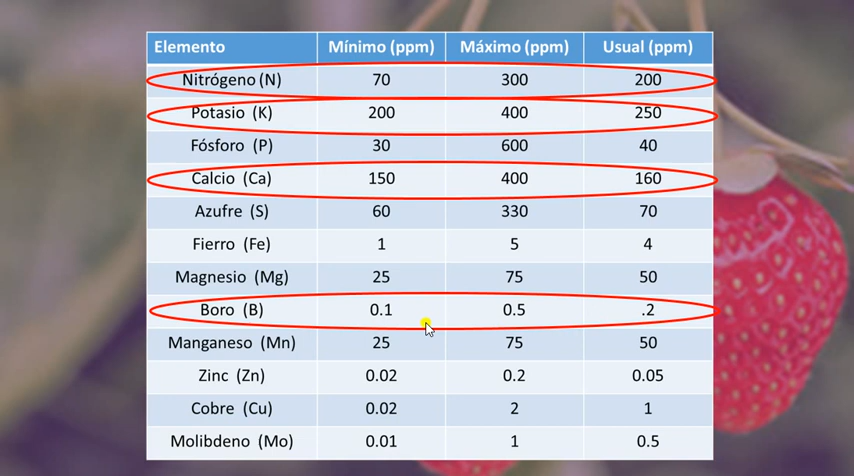 Elemento Mínimo (ppm) Máximo (ppm) Usual (ppm)
Nitrógeno (N) 70 300 200
Potasio (K) 200 400 250
Fósforo (P) 30 600 40
Calcio (Ca) 150 400 160
Azufre (S) 60 330 70
Fierro (Fe) 1 5 4
Magnesio (Mg) 25 75 50
Boro (B) 0.1 0.5 .2
Manganeso (Mn) 25 75 50
Zinc (Zn) 0.02 0.2 0.05
Cobre (Cu) 0.02 2 1
Molibdeno (Mo) 0.01 1 0.5